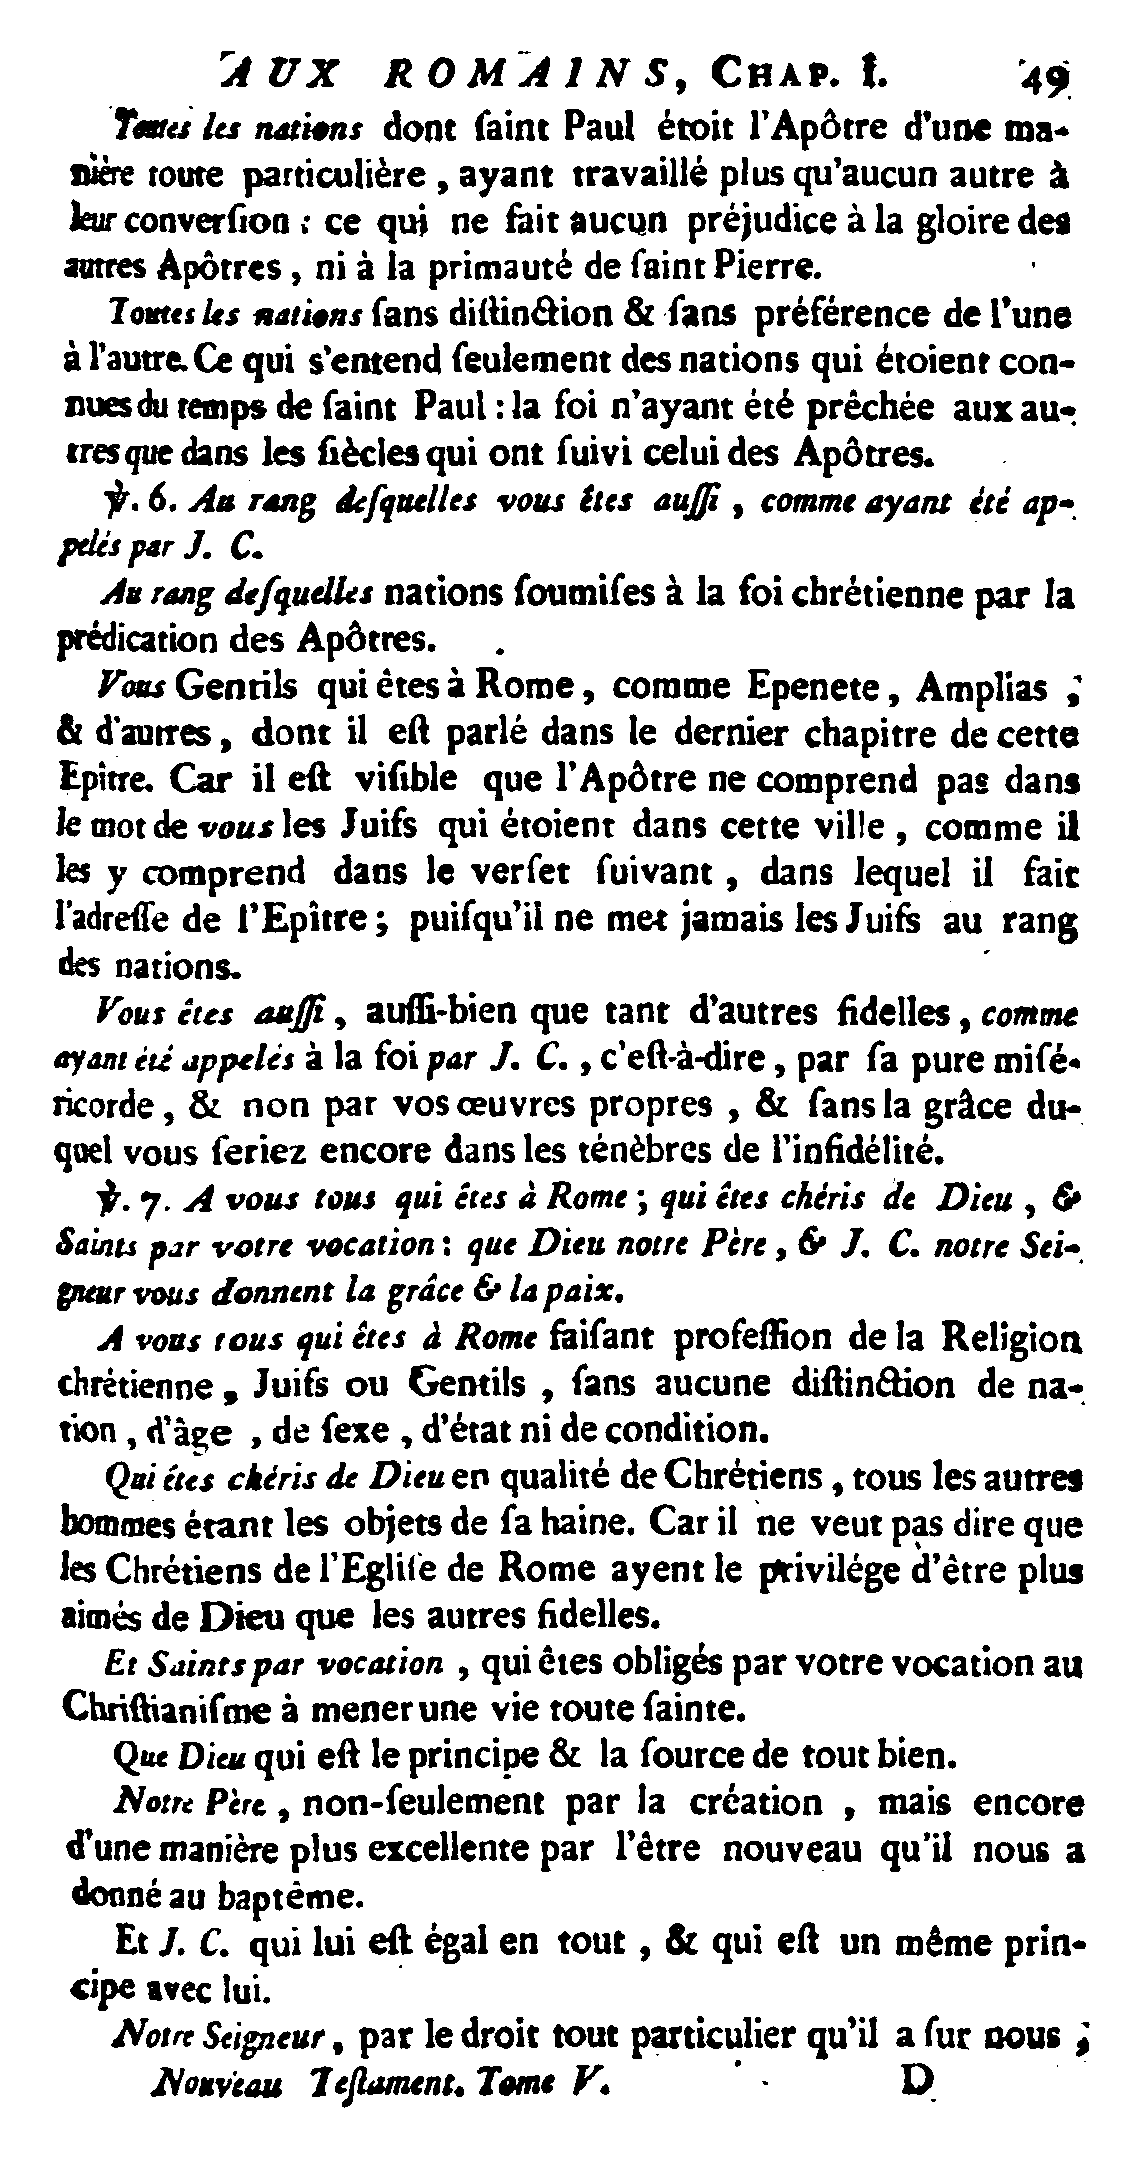 AUX ROMAINS, CHAP. I. 49
Toutes les nations dont ſaint Paul étoit l'Apôtre d'une ma-
nière toute particulière, ayant travaillé plus qu'aucun autre à
leur converſion : ce qui ne fait aucun préjudice à la gloire des
autres Apôtres, ni à la primauté de ſaint Pierre.
Toutes les nations ſans diſtinction & ſans préférence de l'une
à l'autre. Ce qui s'entend ſeulement des nations qui étoient con-
nues du temps de ſaint Paul : la foi n'ayant été prêchée aux au-
tres que dans les ſiècles qui ont ſuivi celui des Apôtres.
℣. 6. Au rang deſquelles vous êtes auſſi, comme ayant été ap-
pelés par J. C.
Au rang deſquelles nations ſoumiſes à la foi chrétienne par la
prédication des Apôtres.
Vous Gentils qui êtes à Rome, comme Epenete, Amplias,
& d'autres, dont il eſt parlé dans le dernier chapitre de cette
Epître. Car il eſt viſible que l'Apôtre ne comprend pas dans
le mot de vous les Juifs qui étoient dans cette ville, comme il
les y comprend dans le verſet ſuivant, dans lequel il fait
l'adreſſe de l'Epître ; puiſqu'il ne met jamais les Juifs au rang
des nations.
Vous êtes auſſi, auſſi-bien que tant d'autres fidelles, comme
ayant été appelés à la foi par J. C., c'eſt-à-dire, par ſa pure miſé-
ricorde, & non par vos œuvres propres, & ſans la grâce du-
quel vous ſeriez encore dans les ténèbres de l'infidélité.
℣. 7. A vous tous qui êtes à Rome ; qui êtes chéris de Dieu, &
Saints par votre vocation : que Dieu notre Père, & J. C. notre Sei-
gneur vous donnent la grâce & la paix.
A vous tous qui êtes à Rome faiſant profeſſion de la Religion
chrétienne, Juifs ou Gentils, ſans aucune diſtinction de na-
tion, d'âge, de ſexe, d'état ni de condition.
Qui êtes chéris de Dieu en qualité de Chrétiens, tous les autres
hommes étant les objets de ſa haine. Car il ne veut pas dire que
les Chrétiens de l'Egliſe de Rome ayent le privilége d'être plus
aimés de Dieu que les autres fidelles.
Et Saints par vocation, qui êtes obligés par votre vocation au
Chriſtianiſme à mener une vie toute ſainte.
Que Dieu qui eſt le principe & la ſource de tout bien.
Notre Père, non-ſeulement par la création, mais encore
d'une manière plus excellente par l'être nouveau qu'il nous a
donné au baptême.
Et J. C. qui lui eſt égal en tout, & qui eſt un même prin-
cipe avec lui.
Notre Seigneur, par le droit tout particulier qu'il a ſur nous,
Nouveau Teſtament. Tome V. D